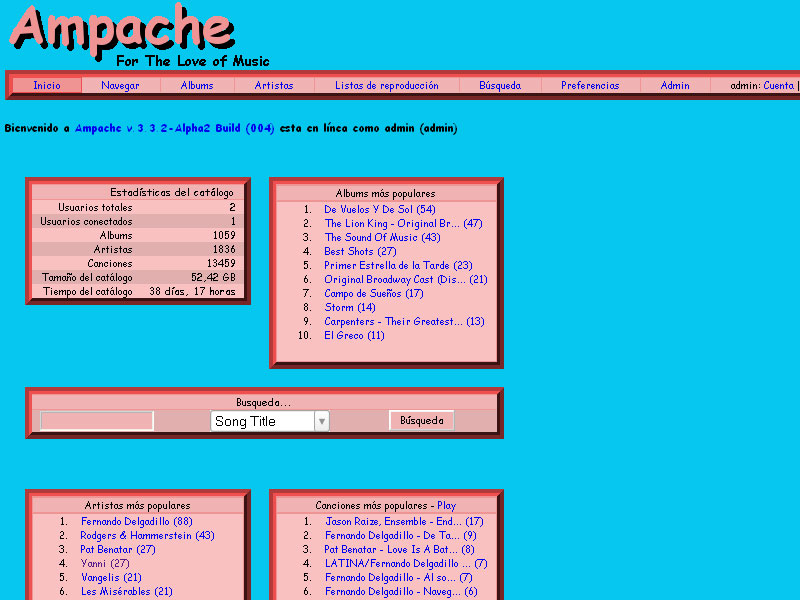 Ampache
For The Love of Music
Inicio Navegar Albums Artistas Listas de reproducción Búsqueda Preferencias Admin admin: Cuenta |
Bienvenido a Ampache v.3.3.2-Alpha2 Build (004) esta en línea como admin (admin)
Estadísticas del catálogo
Usuarios totales 2
Usuarios conectados 1
Albums 1059
Artistas 1836
Canciones 13459
Tamaño del catálogo 52,42 GB
Tiempo del catálogo 38 días, 17 horas
Albums más populares
1. De Vuelos Y De Sol (54)
2. The Lion King - Original Br... (47)
3. The Sound Of Music (43)
4. Best Shots (27)
5. Primer Estrella de la Tarde (23)
6. Original Broadway Cast (Dis... (21)
7. Campo de Sueños (17)
8. Storm (14)
9. Carpenters - Their Greatest... (13)
10. El Greco (11)
Busqueda...
Song Title Búsqueda
Artistas más populares
1. Fernando Delgadillo (88)
2. Rodgers & Hammerstein (43)
3. Pat Benatar (27)
4. Yanni (27)
5. Vangelis (21)
6. Les Misérables (21)
Canciones más populares - Play
1. Jason Raize, Ensemble - End... (17)
2. Fernando Delgadillo - De Ta... (9)
3. Pat Benatar - Love Is A Bat... (8)
4. LATINA/Fernando Delgadillo ... (7)
5. Fernando Delgadillo - Al so... (7)
6. Fernando Delgadillo - Naveg... (6)